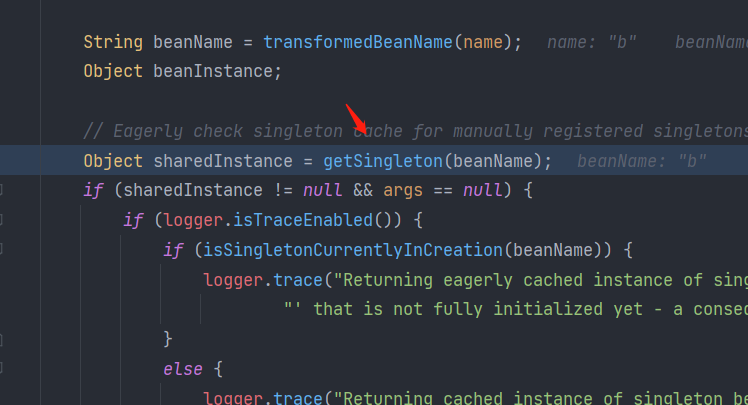 String beanName = transformedBeanName(name);   name: "b"    beanName
Object beanInstance;
// Eagerly check singleton cache for manually registered singletons
Object sharedInstance = getSingleton(beanName);   beanName: "b"
if (sharedInstance != null && args == null) {
if (logger.isTraceEnabled()) {
if (isSingletonCurrentlyInCreation(beanName)) {
logger.trace("Returning eagerly cached instance of sing
"' that is not fully initialized yet - a conseq
}
else {
logger.trace("Returning cached instance of singleton be